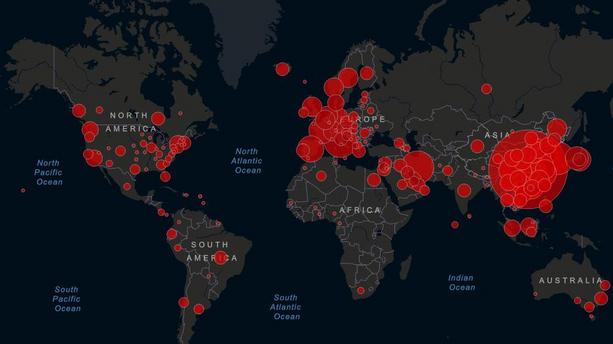 NORTH
AMERICA
EUROPE
ASIA
North
Pacific
Ocean
North
Atlantic
Ocean
AFRICA
SOUTH
AMERICA
Indian
Ocean
AUSTRALIA
South
Pacific
Ocean
South
Atlantic
Ocean